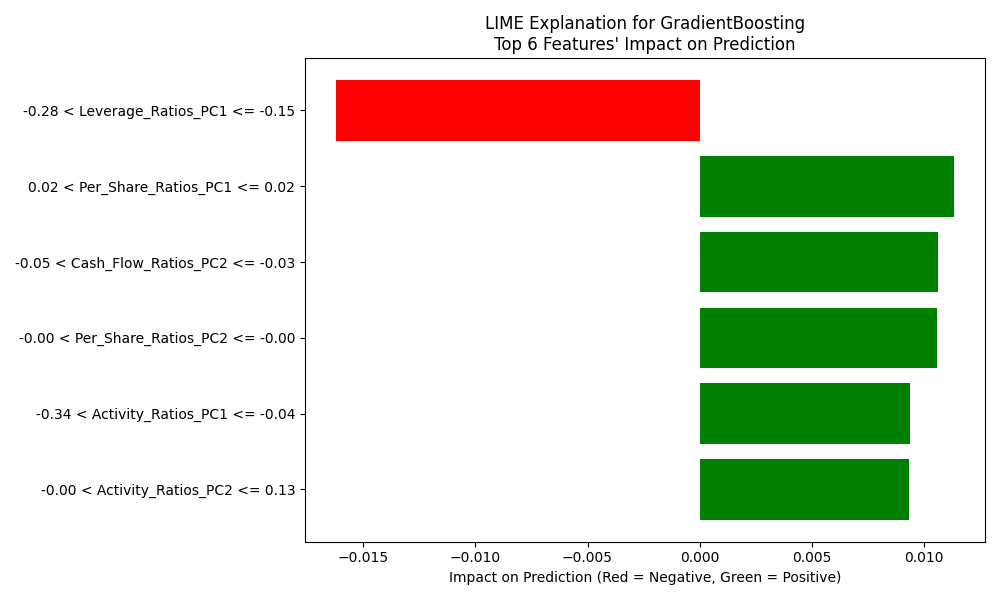 LIME Explanation for GradientBoosting
Top 6 Features' Impact on Prediction
-0.28 < Leverage_Ratios_PC1 <= -0.15
0.02 < Per_Share_Ratios_PC1 <= 0.02
-0.05 < Cash_Flow_Ratios_PC2 <= -0.03
-0.00 < Per_Share_Ratios_PC2 <= -0.00
-0.34 < Activity_Ratios_PC1 <= -0.04
-0.00 < Activity_Ratios_PC2 <= 0.13
−0.015 −0.010 −0.005 0.000 0.005 0.010
Impact on Prediction (Red = Negative, Green = Positive)